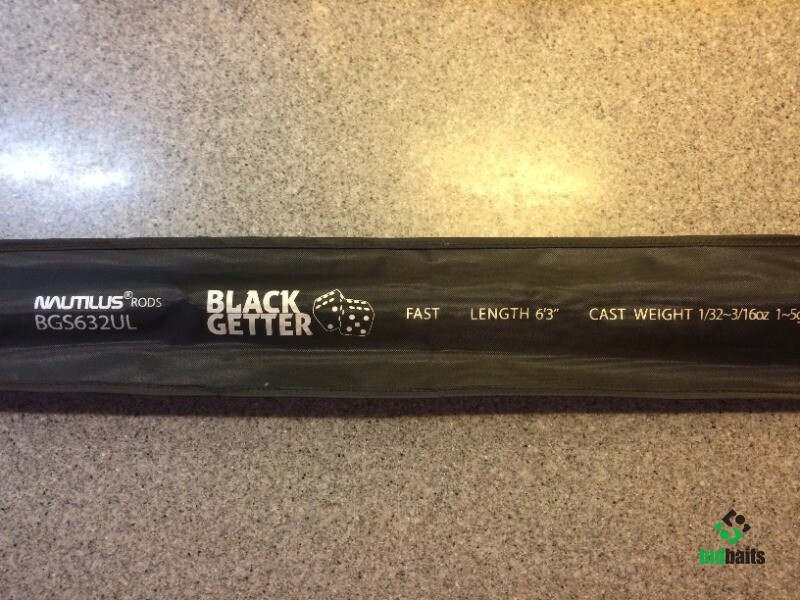 NAUTILUS® RODS
BGS632UL
BLACK
GETTER
FAST LENGTH 6'3" CAST WEIGHT 1/32~3/16oz 1~5g
bidbaits